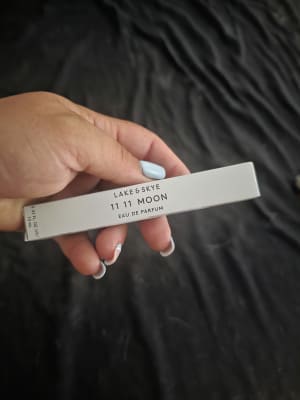 LAKE & SKYE
11 11 MOON
EAU DE PARFUM